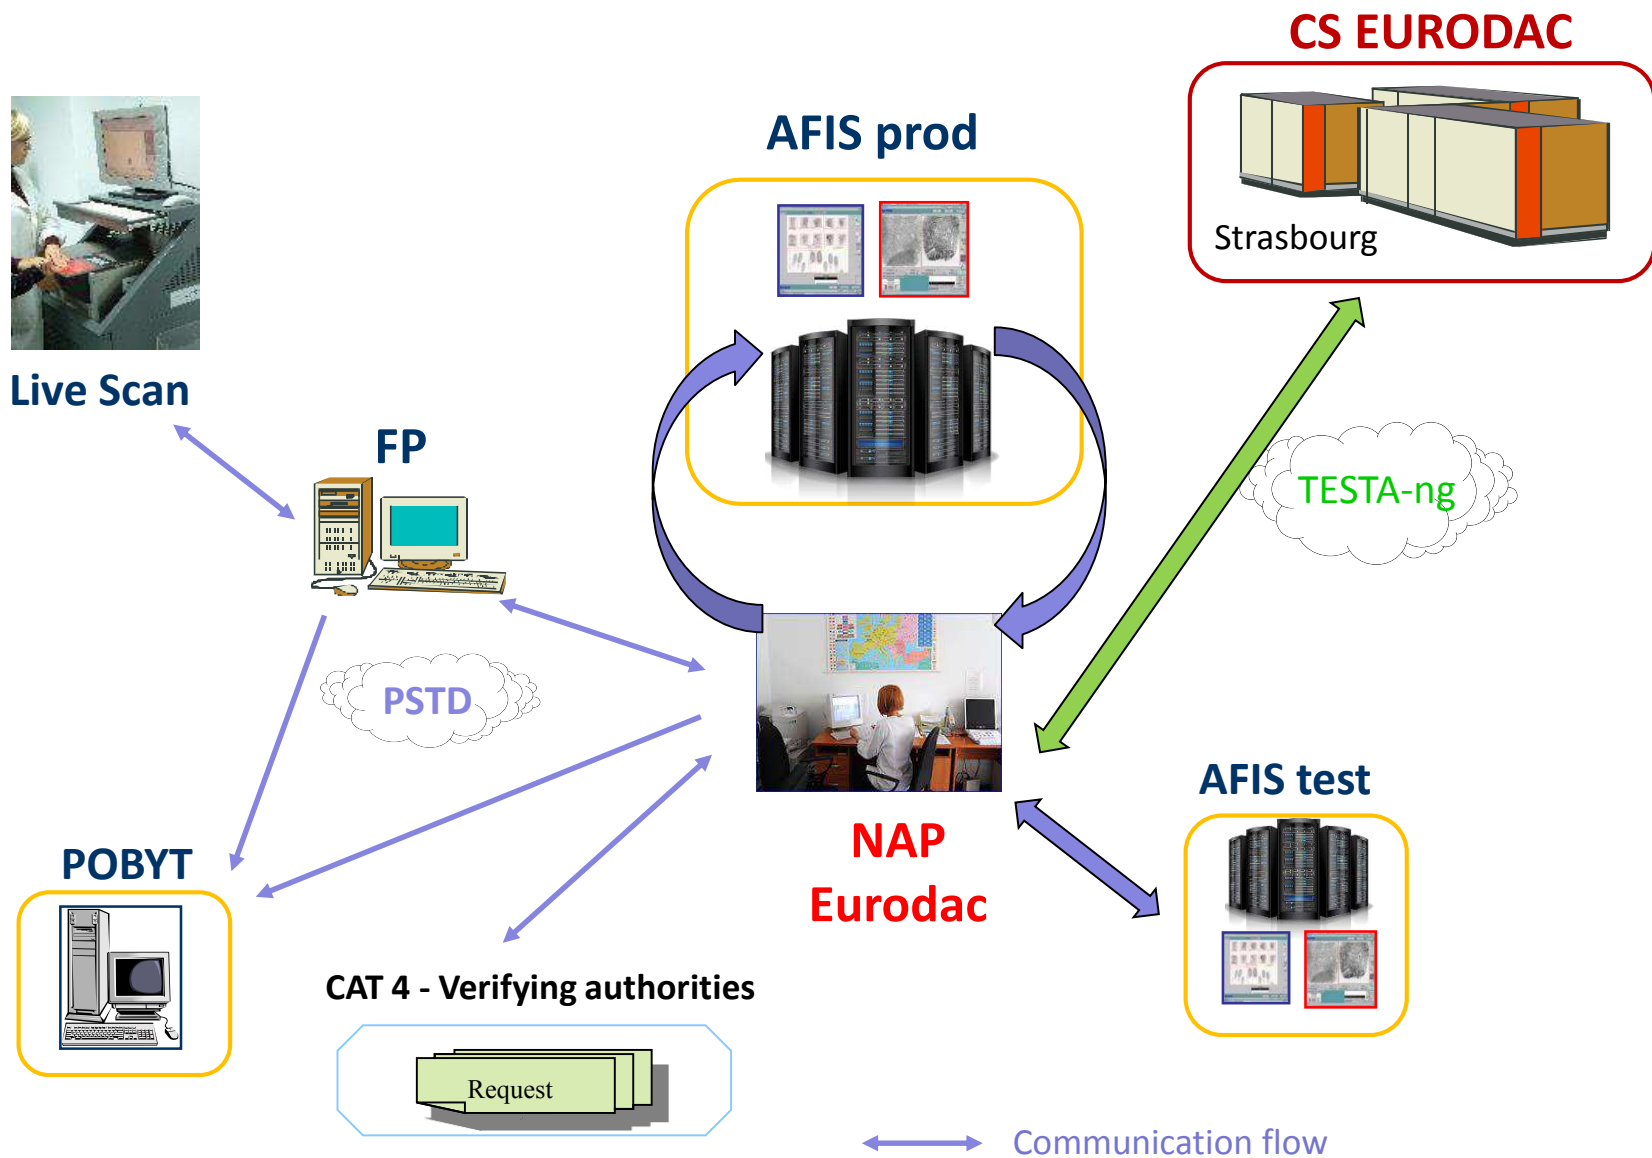 CS EURODAC
AFIS prod
Strasbourg
Live Scan
FP
TESTA-ng
PSTD
AFIS test
NAP
Eurodac
POBYT
CAT 4 - Verifying authorities
Request
Communication flow